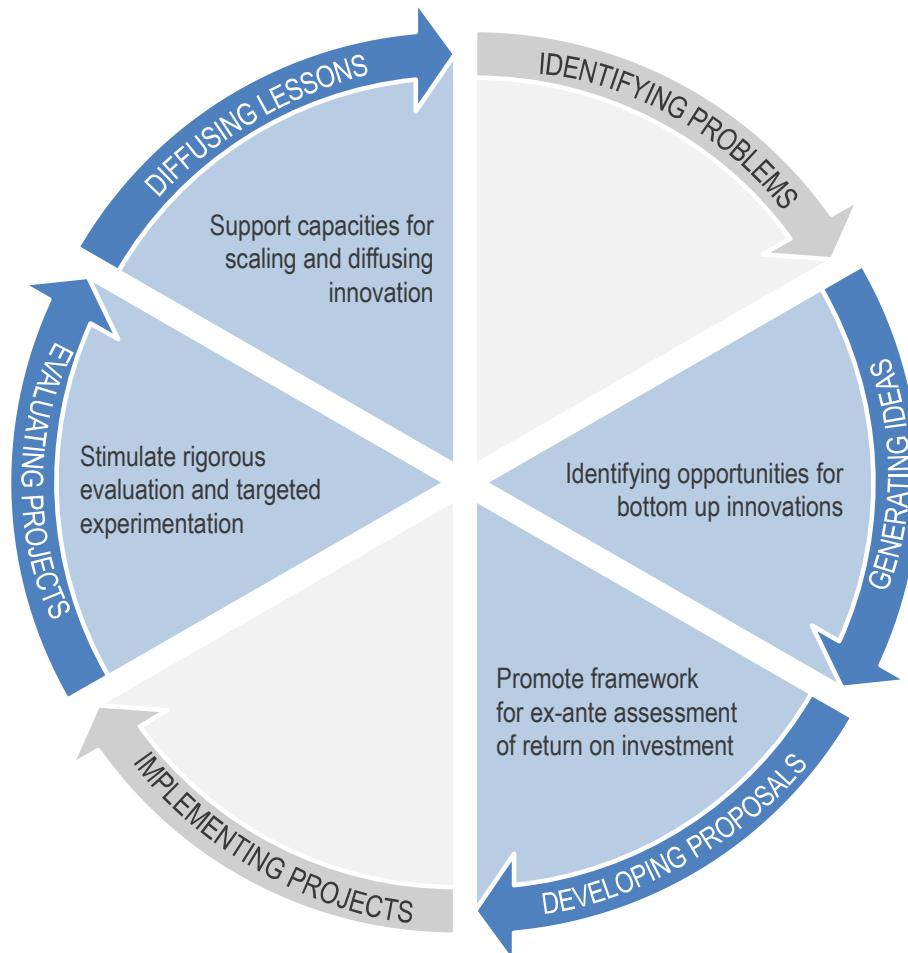 IDENTIFYING PROBLEMS
GENERATING IDEAS
Identifying opportunities for
bottom up innovations
DEVELOPING PROPOSALS
Promote framework
for ex-ante assessment
of return on investment
IMPLEMENTING PROJECTS
EVALUATING PROJECTS
Stimulate rigorous
evaluation and targeted
experimentation
DIFFUSING LESSONS
Support capacities for
scaling and diffusing
innovation